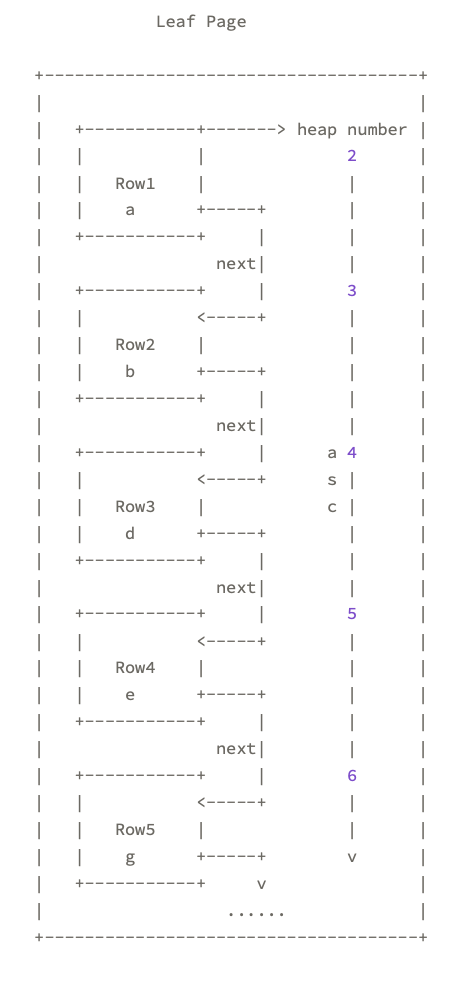 Leaf Page
heap number
2
Row1
a
next
3
Row2
b
next
a 4
s
c
Row3
d
next
5
Row4
e
next
6
Row5
g
v
v
......